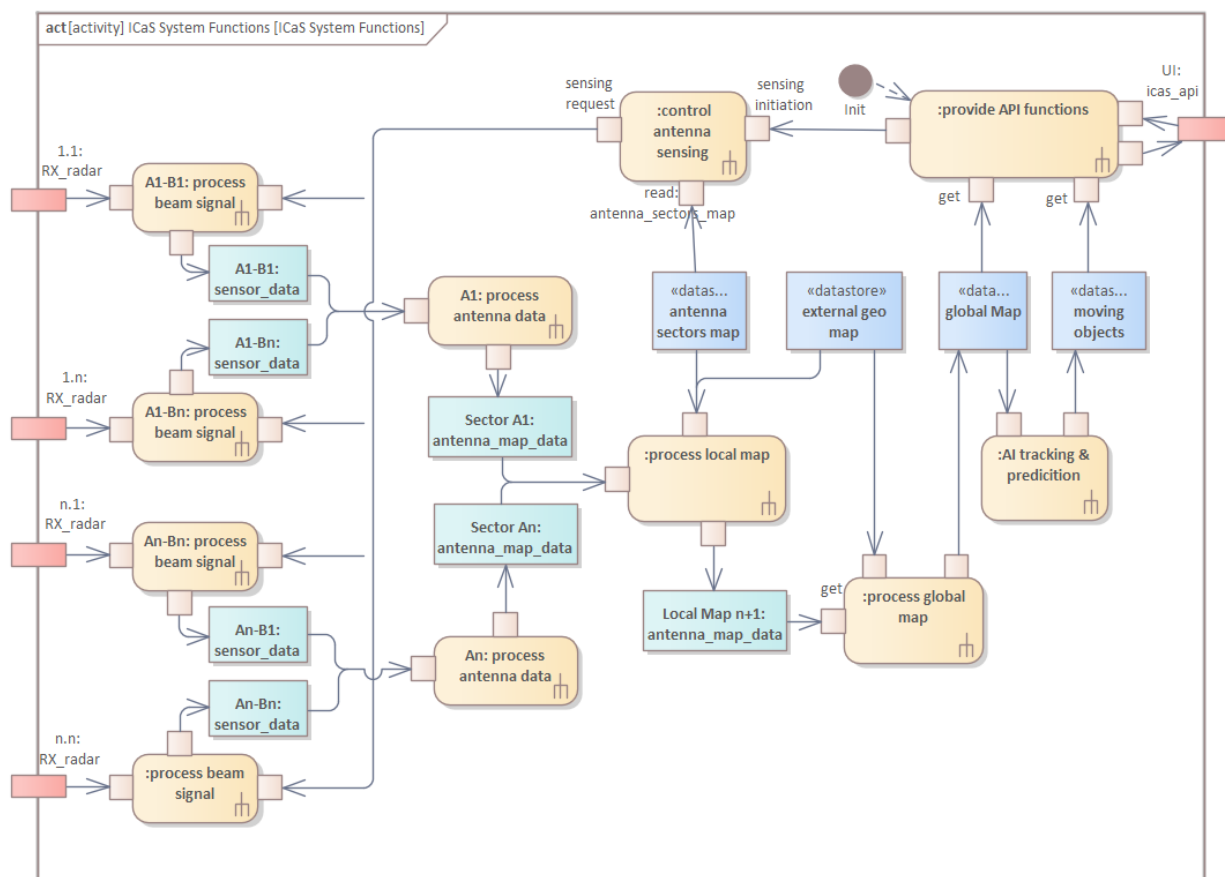 act [activity] ICaS System Functions [ICaS System Functions]
sensing
request
sensing
initiation
Init
UI:
icas_api
:control
antenna
sensing
:provide API functions
1.1:
RX_radar
A1-B1: process
beam signal
read:
antenna_sectors_map
get
get
A1-B1:
sensor_data
A1: process
antenna data
«datas...
antenna
sectors map
«datastore»
external geo
map
«data...
global Map
«datas...
moving
objects
A1-Bn:
sensor_data
1.n:
RX_radar
A1-Bn: process
beam signal
Sector A1:
antenna_map_data
:process local map
:AI tracking &
predicition
n.1:
RX_radar
An-Bn: process
beam signal
Sector An:
antenna_map_data
get
:process global
map
Local Map n+1:
antenna_map_data
An-B1:
sensor_data
An: process
antenna data
An-Bn:
sensor_data
n.n:
RX_radar
:process beam
signal